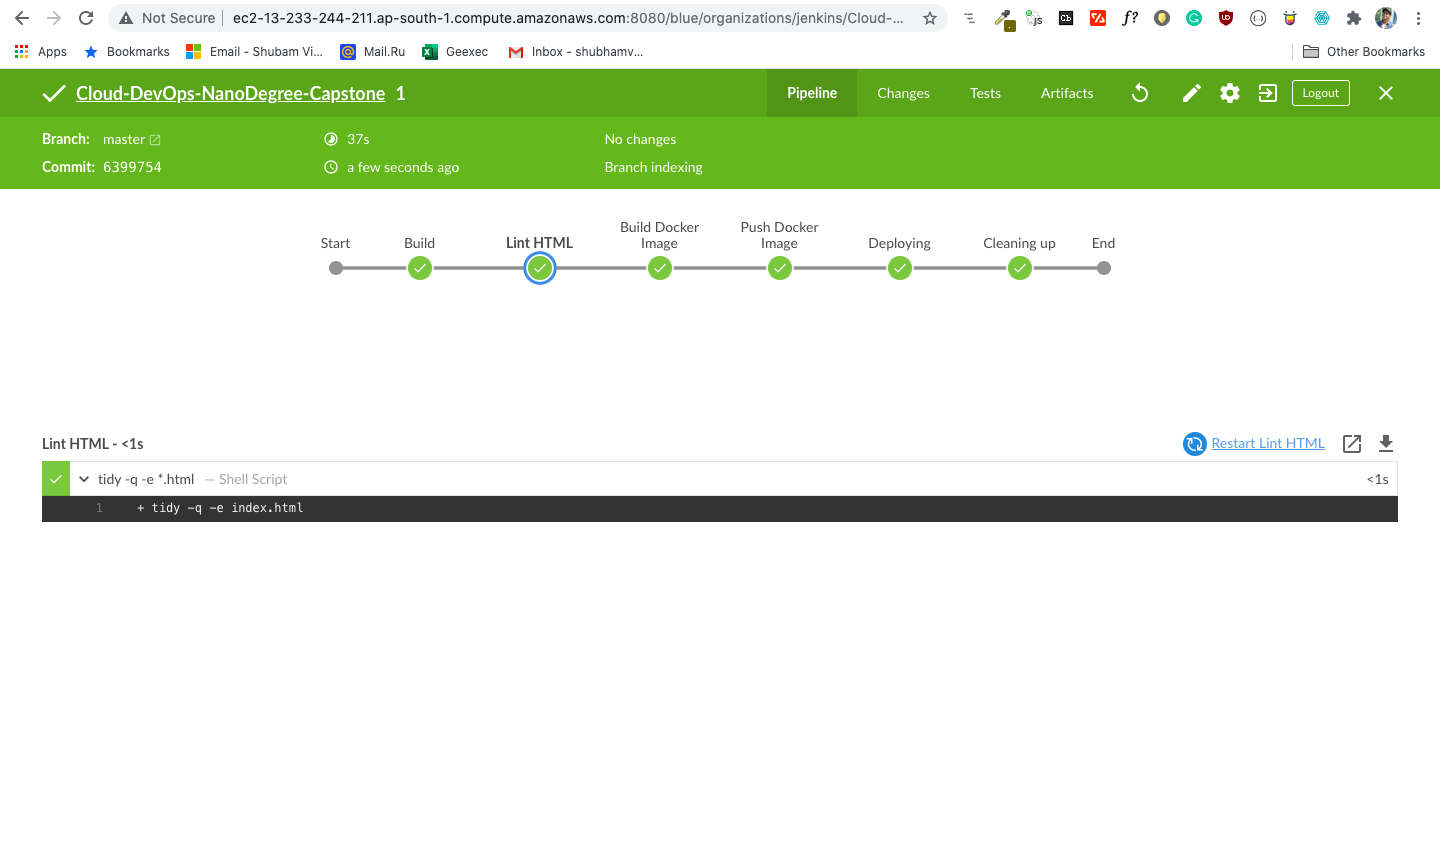 Not Secure ec2-13-233-244-211.ap-south-1.compute.amazonaws.com:8080/blue/organizations/jenkins/Cloud-...
Apps Bookmarks Email - Shubam Vi... Mail.Ru Geexec Inbox - shubhamv... Other Bookmarks
Cloud-DevOps-NanoDegree-Capstone 1 Pipeline Changes Tests Artifacts Logout
Branch: master 37s No changes
Commit: 6399754 a few seconds ago Branch indexing
Start Build Lint HTML Build Docker Image Push Docker Image Deploying Cleaning up End
Lint HTML - <1s Restart Lint HTML
tidy -q -e *.html — Shell Script <1s
1 + tidy -q -e index.html